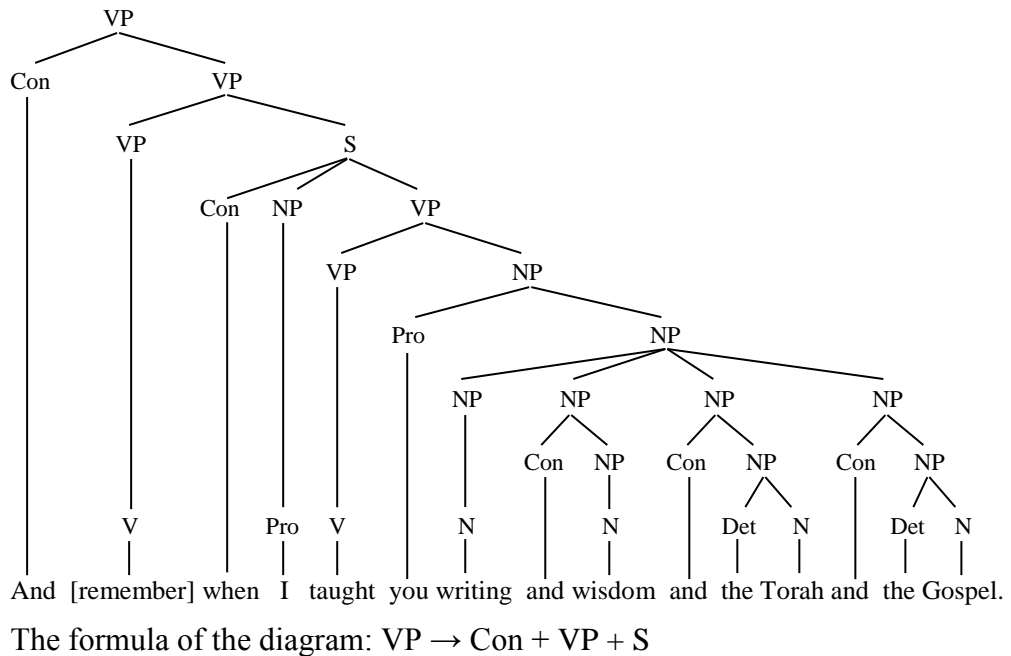 VP
Con VP
VP S
Con NP VP
VP NP
Pro NP
NP NP NP NP
Con NP Con NP Con NP
V Pro V N N Det N Det N
And [remember] when I taught you writing and wisdom and the Torah and the Gospel.
The formula of the diagram: VP → Con + VP + S